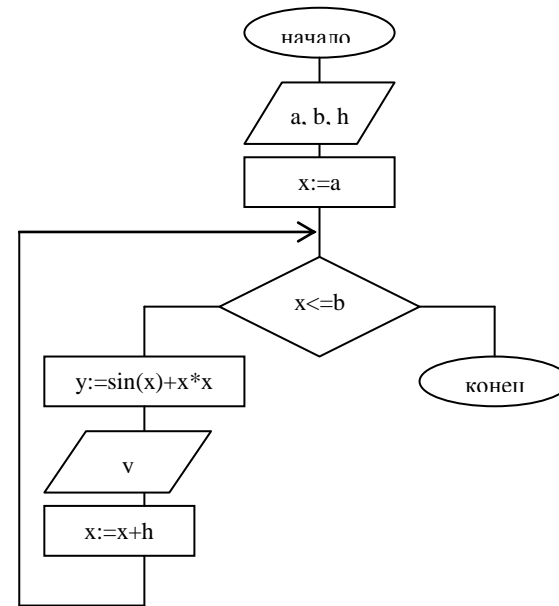 начало
a, b, h
x:=a
x<=b
y:=sin(x)+x*x
конец
y
x:=x+h